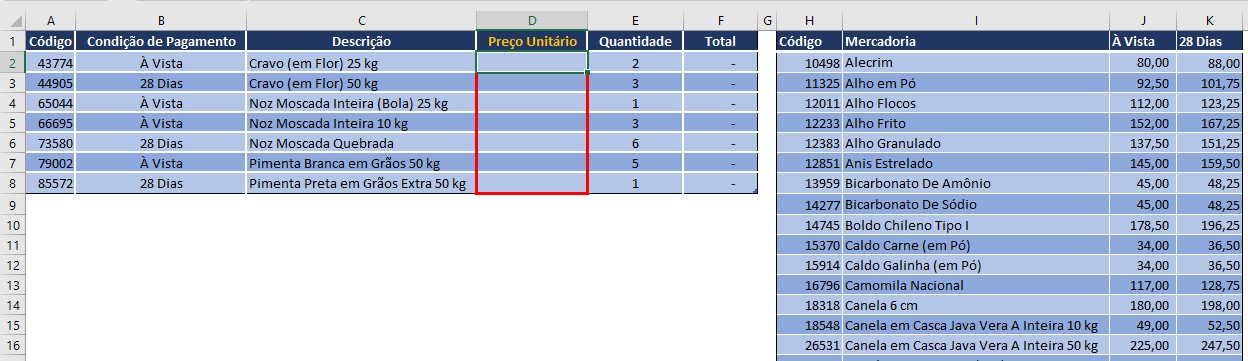 A B C D E F G H I J K
1 Código Condição de Pagamento Descrição Preço Unitário Quantidade Total Código Mercadoria À Vista 28 Dias
2 43774 À Vista Cravo (em Flor) 25 kg 2 - 10498 Alecrim 80,00 88,00
3 44905 28 Dias Cravo (em Flor) 50 kg 3 - 11325 Alho em Pó 92,50 101,75
4 65044 À Vista Noz Moscada Inteira (Bola) 25 kg 1 - 12011 Alho Flocos 112,00 123,25
5 66695 À Vista Noz Moscada Inteira 10 kg 3 - 12233 Alho Frito 152,00 167,25
6 73580 28 Dias Noz Moscada Quebrada 6 - 12383 Alho Granulado 137,50 151,25
7 79002 À Vista Pimenta Branca em Grãos 50 kg 5 - 12851 Anis Estrelado 145,00 159,50
8 85572 28 Dias Pimenta Preta em Grãos Extra 50 kg 1 - 13959 Bicarbonato De Amônio 45,00 48,25
9 14277 Bicarbonato De Sódio 45,00 48,25
10 14745 Boldo Chileno Tipo I 178,50 196,25
11 15370 Caldo Carne (em Pó) 34,00 36,50
12 15914 Caldo Galinha (em Pó) 34,00 36,50
13 16796 Camomila Nacional 117,00 128,75
14 18318 Canela 6 cm 180,00 198,00
15 18548 Canela em Casca Java Vera A Inteira 10 kg 49,00 52,50
16 26531 Canela em Casca Java Vera A Inteira 50 kg 225,00 247,50